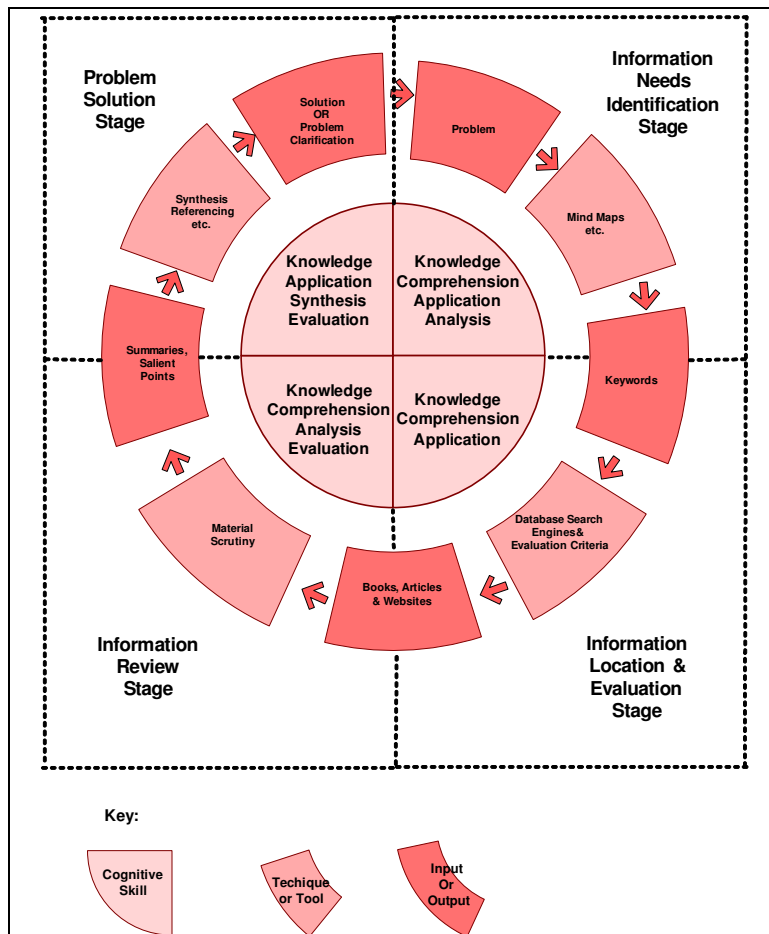 Problem
Solution
Stage
Information
Needs
Identification
Stage
Solution
OR
Problem
Clarification
Problem
Synthesis
Referencing
etc.
Mind Maps
etc.
Knowledge
Application
Synthesis
Evaluation
Knowledge
Comprehension
Application
Analysis
Summaries,
Salient
Points
Keywords
Knowledge
Comprehension
Analysis
Evaluation
Knowledge
Comprehension
Application
Material
Scrutiny
Database Search
Engines&
Evaluation Criteria
Books, Articles
& Websites
Information
Review
Stage
Information
Location &
Evaluation
Stage
Key:
Cognitive
Skill
Techique
or Tool
Input
Or
Output